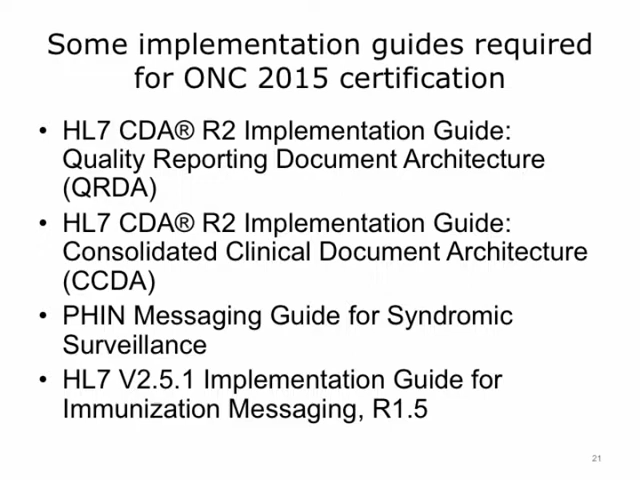 Some implementation guides required
for ONC 2015 certification
• HL7 CDA® R2 Implementation Guide:
Quality Reporting Document Architecture
(QRDA)
• HL7 CDA® R2 Implementation Guide:
Consolidated Clinical Document Architecture
(CCDA)
• PHIN Messaging Guide for Syndromic
Surveillance
• HL7 V2.5.1 Implementation Guide for
Immunization Messaging, R1.5
21